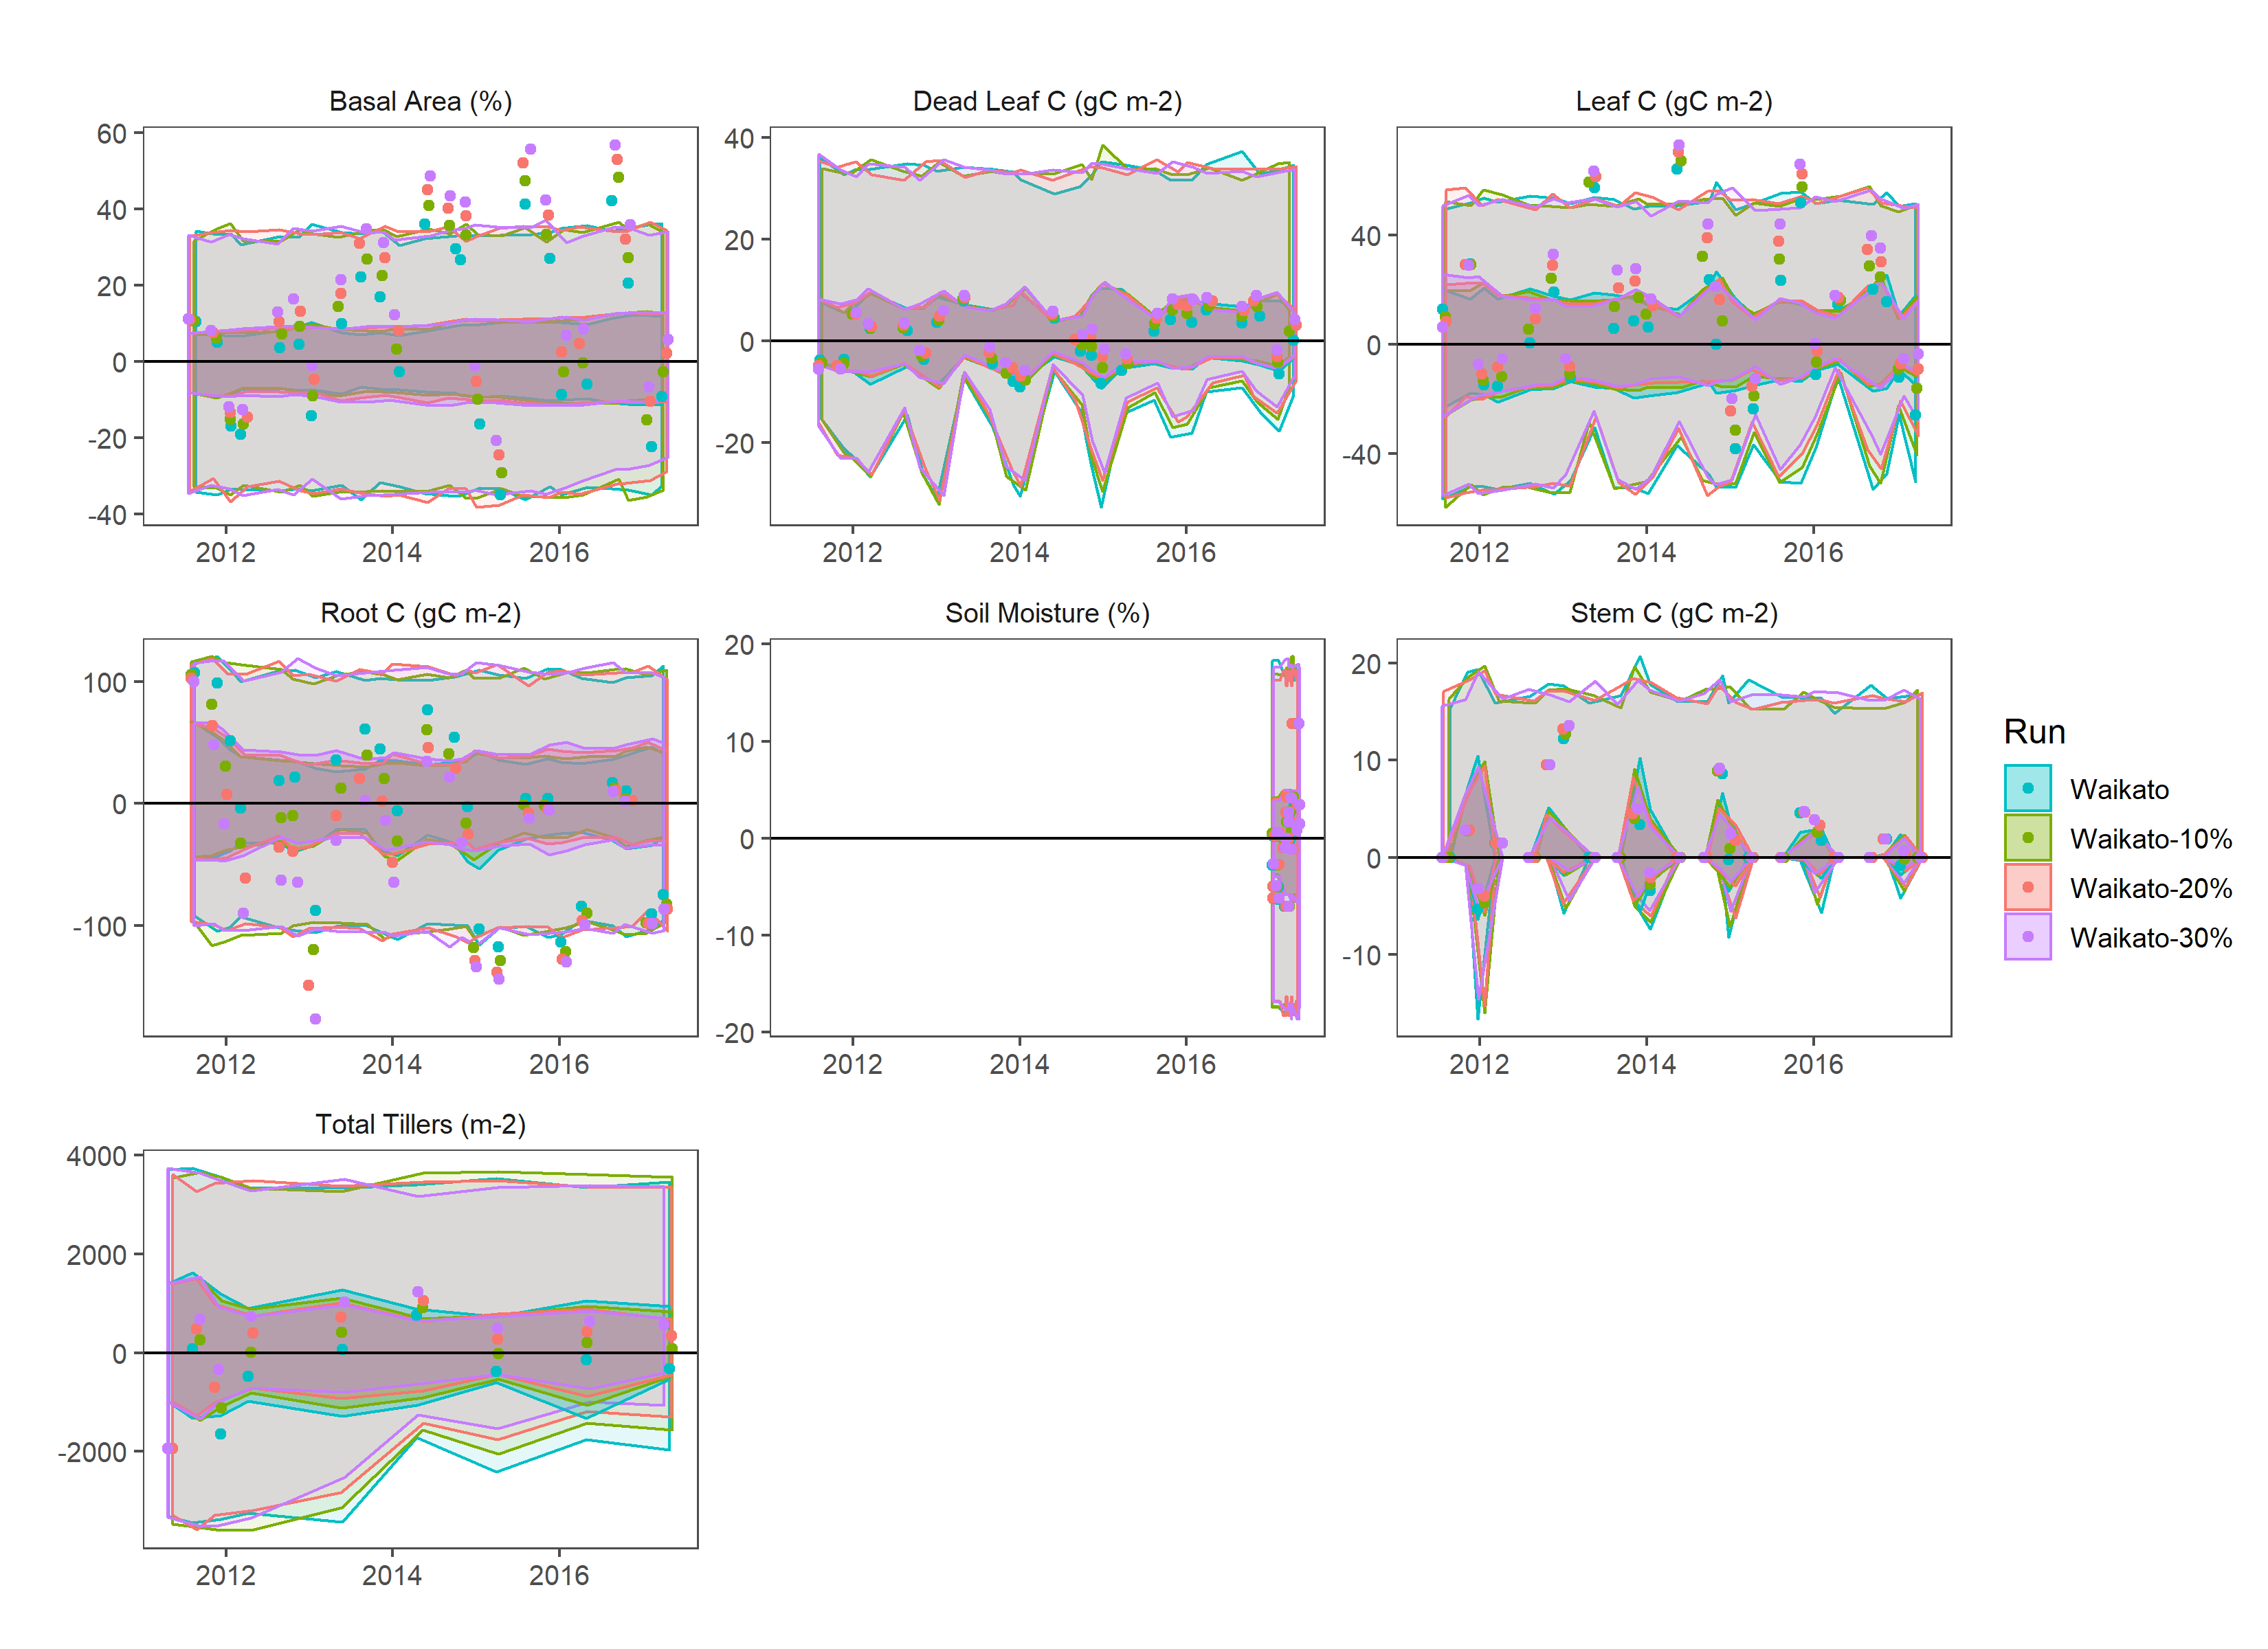 Basal Area (%)
60
40
20
0
-20
-40
2012 2014 2016
Dead Leaf C (gC m-2)
40
20
0
-20
2012 2014 2016
Leaf C (gC m-2)
40
0
-40
2012 2014 2016
Root C (gC m-2)
100
0
-100
2012 2014 2016
Soil Moisture (%)
20
10
0
-10
-20
2012 2014 2016
Stem C (gC m-2)
20
10
0
-10
2012 2014 2016
Total Tillers (m-2)
4000
2000
0
-2000
2012 2014 2016
Run
Waikato
Waikato-10%
Waikato-20%
Waikato-30%